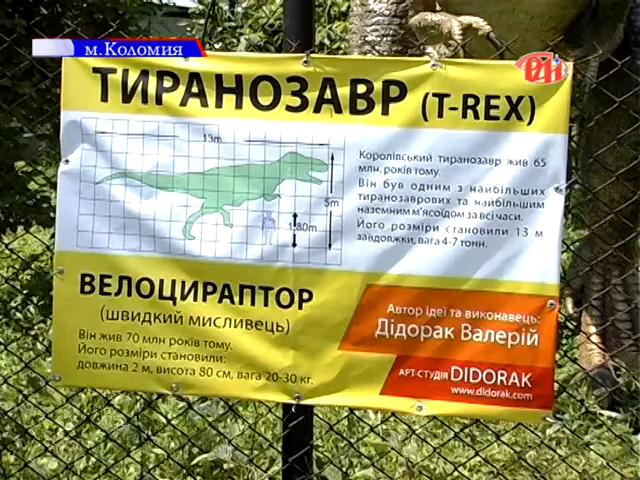 м.Коломия
ТИРАНОЗАВР (T-REX)
13m
5m
1,80m
Королівський тиранозавр жив 65
млн, років тому.
Він був одним з найбільших
тиранозаврових та найбільшим
наземним м'ясоїдом за всі часи.
Його розміри становили 13 м
завдовжки, вага 4-7 тонн.
ВЕЛОЦИРАПТОР
(швидкий мисливець)
Він жив 70 млн років тому.
Його розміри становили:
довжина 2 м, висота 80 см, вага 20-30 кг.
Автор ідеї та виконавець:
Дідорак Валерій
АРТ-СТУДІЯ DIDORAK
www.didorak.com